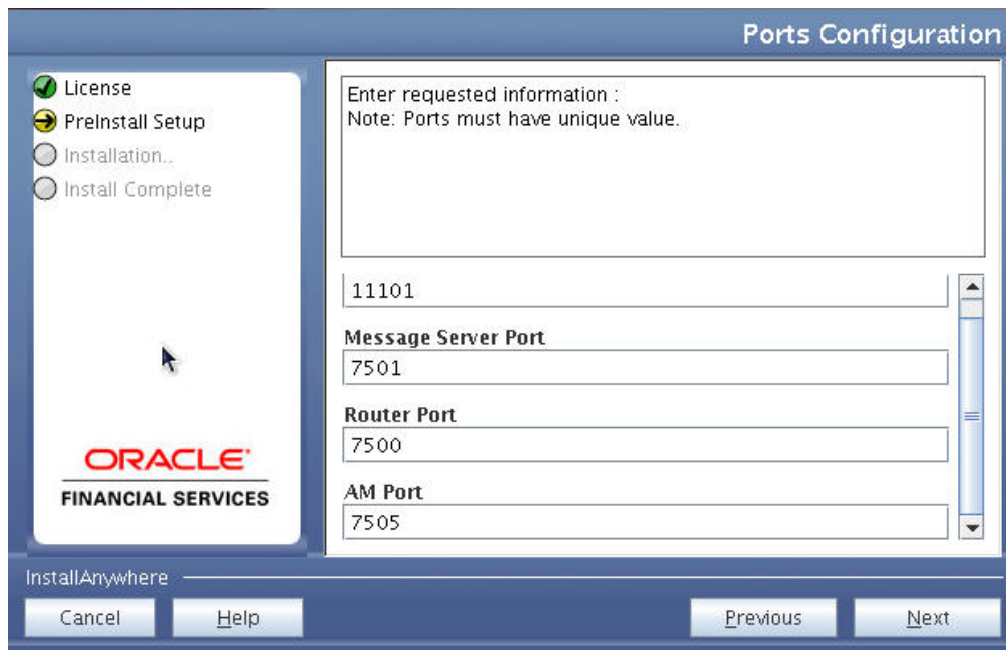 Ports Configuration
License
PreInstall Setup
Installation..
Install Complete
ORACLE
FINANCIAL SERVICES
Enter requested information :
Note: Ports must have unique value.
11101
Message Server Port
7501
Router Port
7500
AM Port
7505
InstallAnywhere
Cancel
Help
Previous
Next